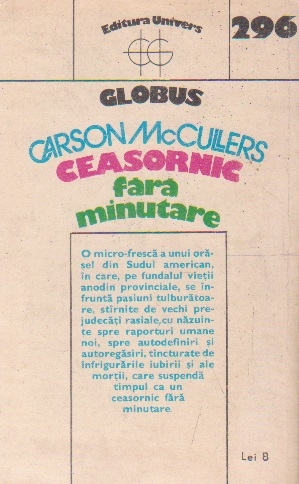 Editura Univers
296
GLOBUS
CARSON McCULLERS
CEASORNIC
fără
minutare
O micro-frescă a unui oră-
șel din Sudul american,
în care, pe fundalul vieții
anodin provinciale, se în-
fruntă pasiuni tulburătoa-
re, stîrnite de vechi pre-
judecăți rasiale, cu năzuin-
țe spre raporturi umane
noi, spre autodefiniri și
autoregăsiri, tincturate de
înfrigurările iubirii și ale
morții, care suspendă
timpul ca un
ceasornic fără
minutare.
Lei 8